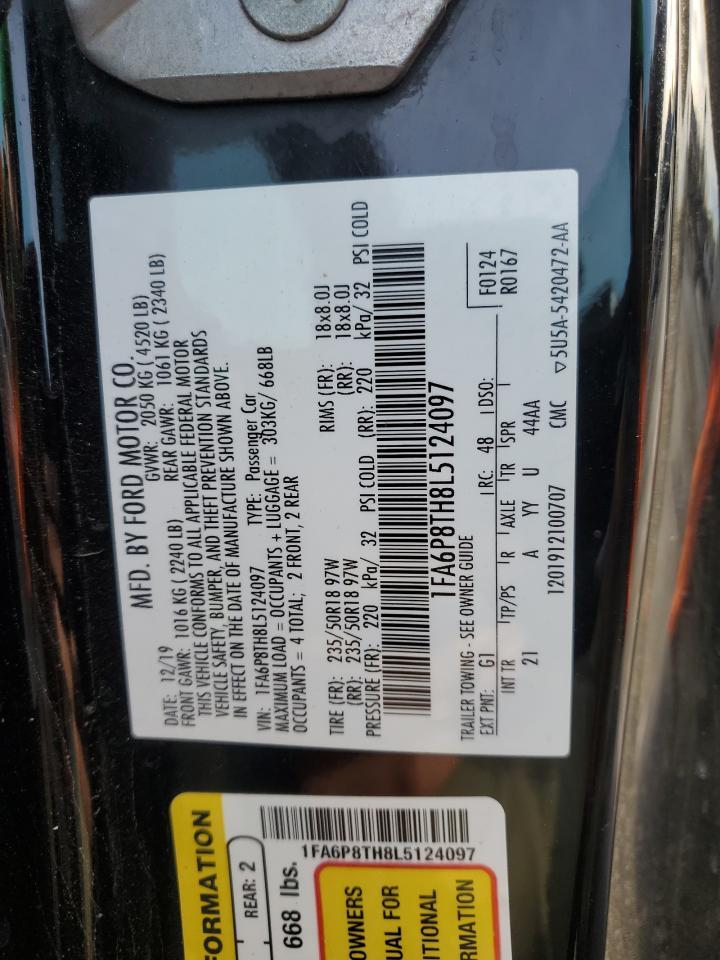 MFD. BY FORD MOTOR CO.
DATE: 12/19 GVWR: 2050 KG ( 4520 LB)
FRONT GAWR: 1016 KG ( 2240 LB) REAR GAWR: 1061 KG ( 2340 LB)
THIS VEHICLE CONFORMS TO ALL APPLICABLE FEDERAL MOTOR
VEHICLE SAFETY, BUMPER, AND THEFT PREVENTION STANDARDS
IN EFFECT ON THE DATE OF MANUFACTURE SHOWN ABOVE.
VIN: 1FA6P8TH8L5124097 TYPE: Passenger Car
MAXIMUM LOAD = OCCUPANTS + LUGGAGE = 303KG/ 668LB
OCCUPANTS = 4 TOTAL; 2 FRONT, 2 REAR
TIRE (FR): 235/50R18 97W RIMS (FR): 18x8.0J
(RR): 235/50R18 97W (RR): 18x8.0J
PRESSURE (FR): 220 kPa/ 32 PSI COLD (RR): 220 kPa/ 32 PSI COLD
1FA6P8TH8L5124097
TRAILER TOWING - SEE OWNER GUIDE F0124
EXT PNT: G1 RC: 48 DSO: R0167
INT TR TP/PS R AXLE TR SPR
21 A YY U 44AA
1201912100707 CMC ▽5U5A-5420472-AA
FORMATION
REAR: 2
668 lbs.
1FA6P8TH8L5124097
OWNERS
UAL FOR
ITIONAL
RMATION